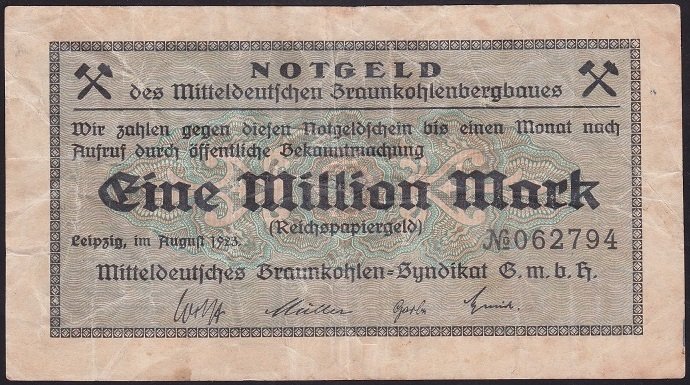 NOTGELD
des Mitteldeutschen Braunkohlenbergbaues
Wir zahlen gegen diesen Notgeldschein bis einen Monat nach
Aufruf durch öffentliche Bekanntmachung
Eine Million Mark
(Reichspapiergeld)
Leipzig, im August 1923. №062794
Mitteldeutsches Braunkohlen-Syndikat G.m.b.H.
Müller